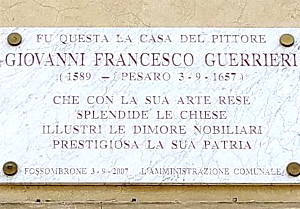 FU QUESTA LA CASA DEL PITTORE
GIOVANNI FRANCESCO GUERRIERI
(1589 – PESARO 3-9-1657)
CHE CON LA SUA ARTE RESE
SPLENDIDE LE CHIESE
ILLUSTRI LE DIMORE NOBILIARI
PRESTIGIOSA LA SUA PATRIA
FOSSOMBRONE 3-9-2007 L'AMMINISTRAZIONE COMUNALE